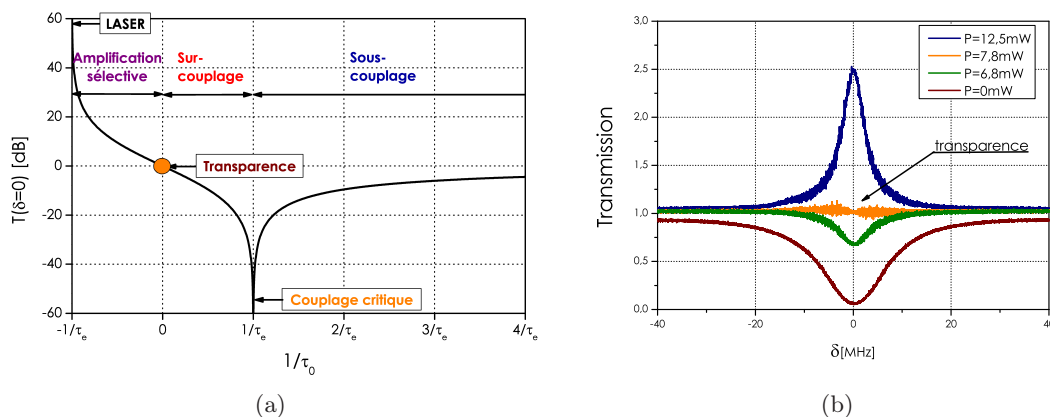 60
40
20
0
-20
-40
-60
T(δ=0) [dB]
LASER
Amplification
sélective
Sur-
couplage
Sous-
couplage
Transparence
Couplage critique
-1/τe
0
1/τe
2/τe
3/τe
4/τe
1/τ0
(a)
3,0
2,5
2,0
1,5
1,0
0,5
0,0
Transmission
P=12,5mW
P=7,8mW
P=6,8mW
P=0mW
transparence
-40
-20
0
20
40
δ[MHz]
(b)